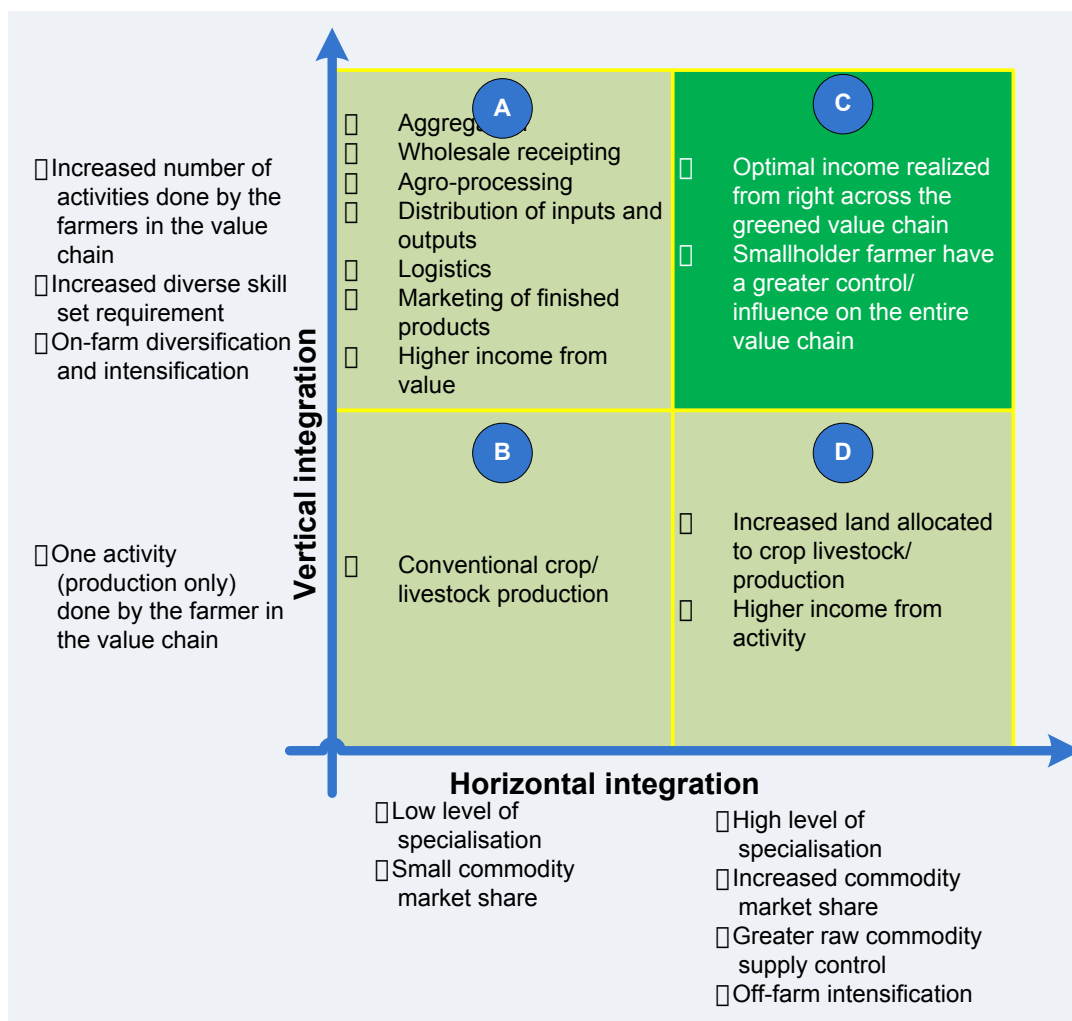 A
Wholesale receipting
Agro-processing
Distribution of inputs and
outputs
Logistics
Marketing of finished
products
Higher income from
value
C
Optimal income realized
from right across the
greened value chain
Smallholder farmer have
a greater control/
influence on the entire
value chain
Increased number of
activities done by the
farmers in the value
chain
Increased diverse skill
set requirement
On-farm diversification
and intensification
Vertical integration
B
Conventional crop/
livestock production
D
Increased land allocated
to crop livestock/
production
Higher income from
activity
One activity
(production only)
done by the farmer in
the value chain
Horizontal integration
Low level of
specialisation
Small commodity
market share
High level of
specialisation
Increased commodity
market share
Greater raw commodity
supply control
Off-farm intensification